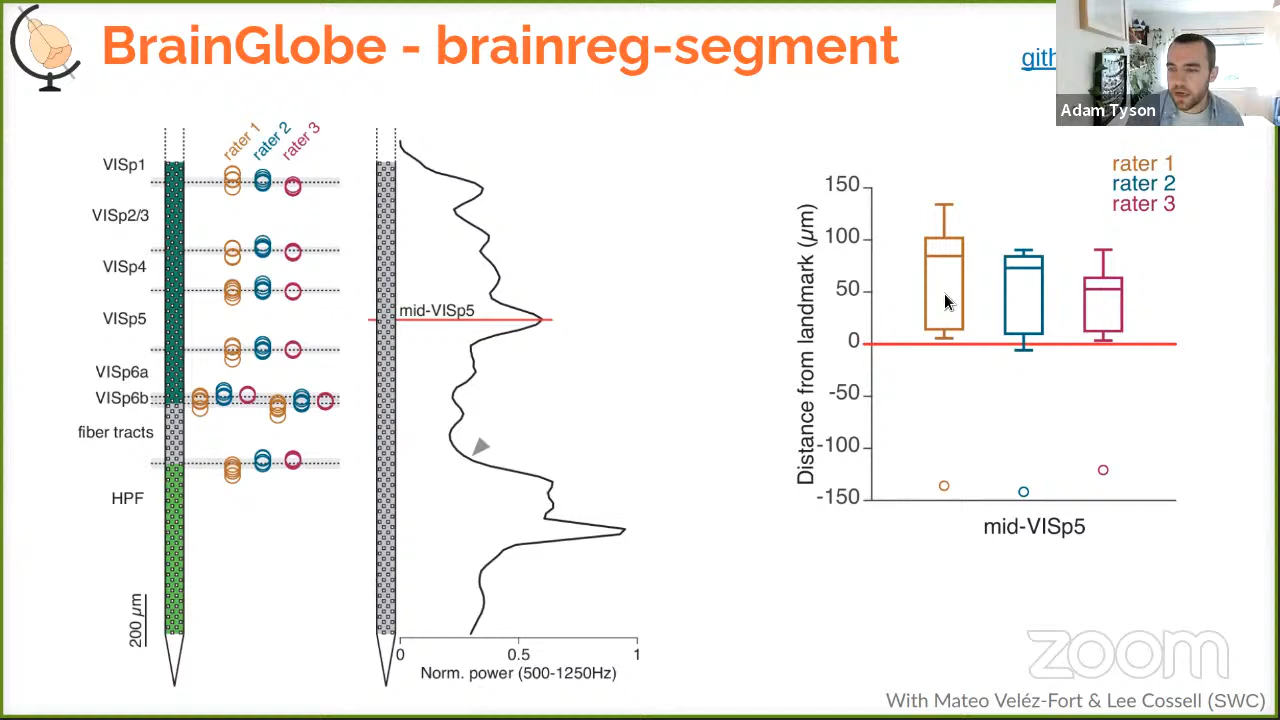 BrainGlobe - brainreg-segment
gith
Adam Tyson
rater 1
rater 2
rater 3
VISp1
VISp2/3
VISp4
VISp5
VISp6a
VISp6b
fiber tracts
HPF
200 µm
mid-VISp5
0
0.5
1
Norm. power (500-1250Hz)
rater 1
rater 2
rater 3
Distance from landmark (µm)
150
100
50
0
-50
-100
-150
mid-VISp5
zoom
With Mateo Veléz-Fort & Lee Cossell (SWC)